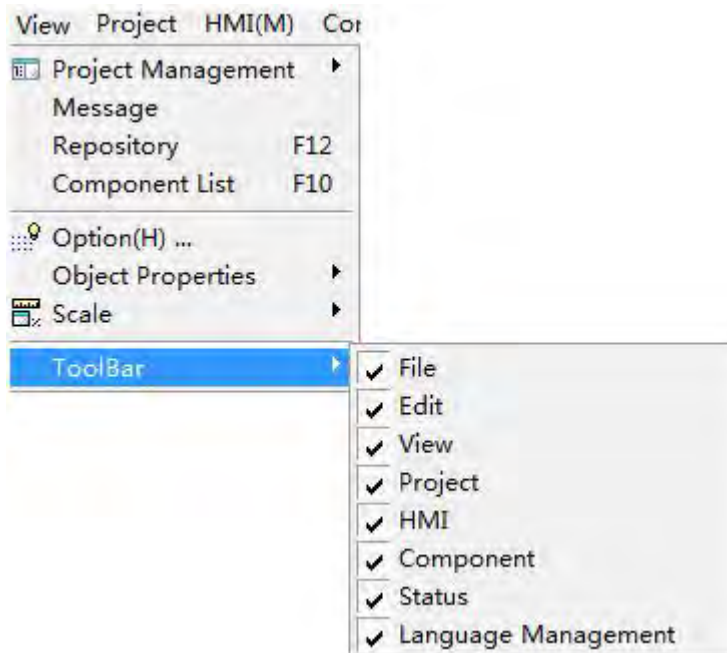 View Project HMI(M) Cor
Project Management
Message
Repository F12
Component List F10
Option(H) ...
Object Properties
Scale
ToolBar
File
Edit
View
Project
HMI
Component
Status
Language Management